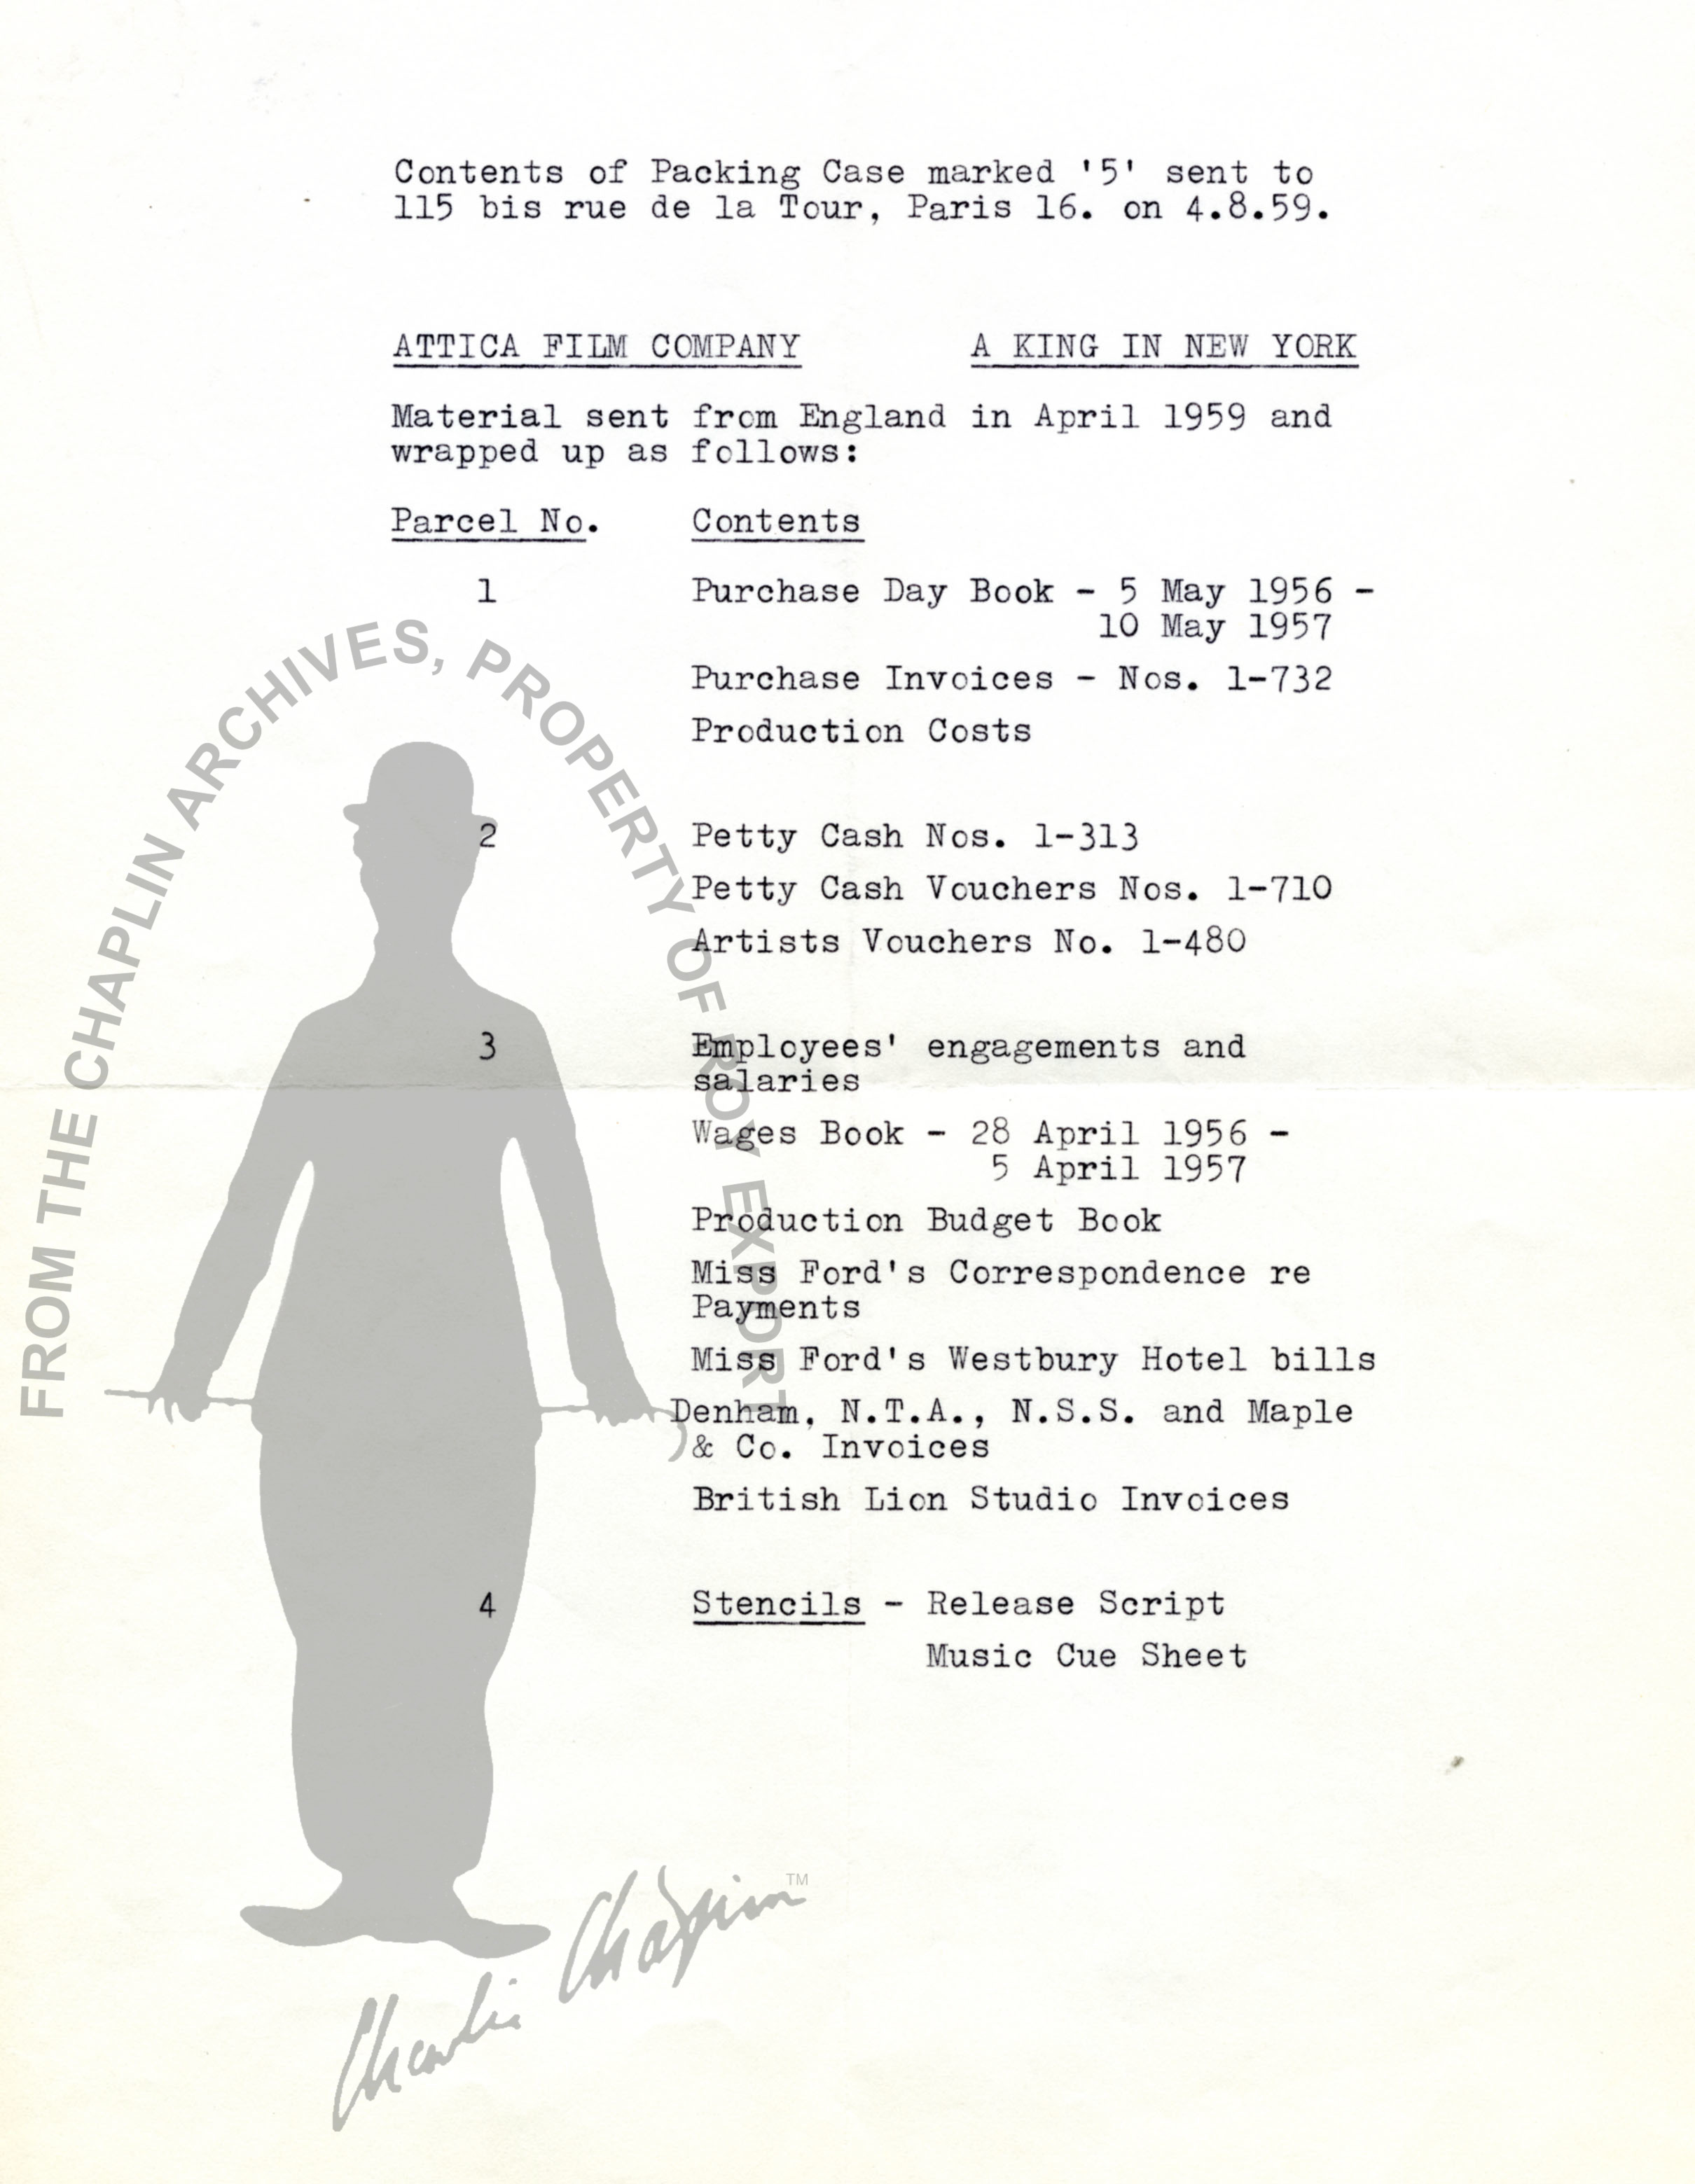 Contents of Packing Case marked '5' sent to
115 bis rue de la Tour, Paris 16. on 4.8.59.
ATTICA FILM COMPANY A KING IN NEW YORK
Material sent from England in April 1959 and
wrapped up as follows:
Parcel No. Contents
1 Purchase Day Book - 5 May 1956 -
10 May 1957
Purchase Invoices - Nos. 1-732
Production Costs
2 Petty Cash Nos. 1-313
Petty Cash Vouchers Nos. 1-710
Artists Vouchers No. 1-480
3 Employees' engagements and
salaries
Wages Book - 28 April 1956 -
5 April 1957
Production Budget Book
Miss Ford's Correspondence re
Payments
Miss Ford's Westbury Hotel bills
Denham, N.T.A., N.S.S. and Maple
& Co. Invoices
British Lion Studio Invoices
4 Stencils - Release Script
Music Cue Sheet
FROM THE CHAPLIN ARCHIVES, PROPERTY OF ROY EXPORT
Charlie Chaplin TM